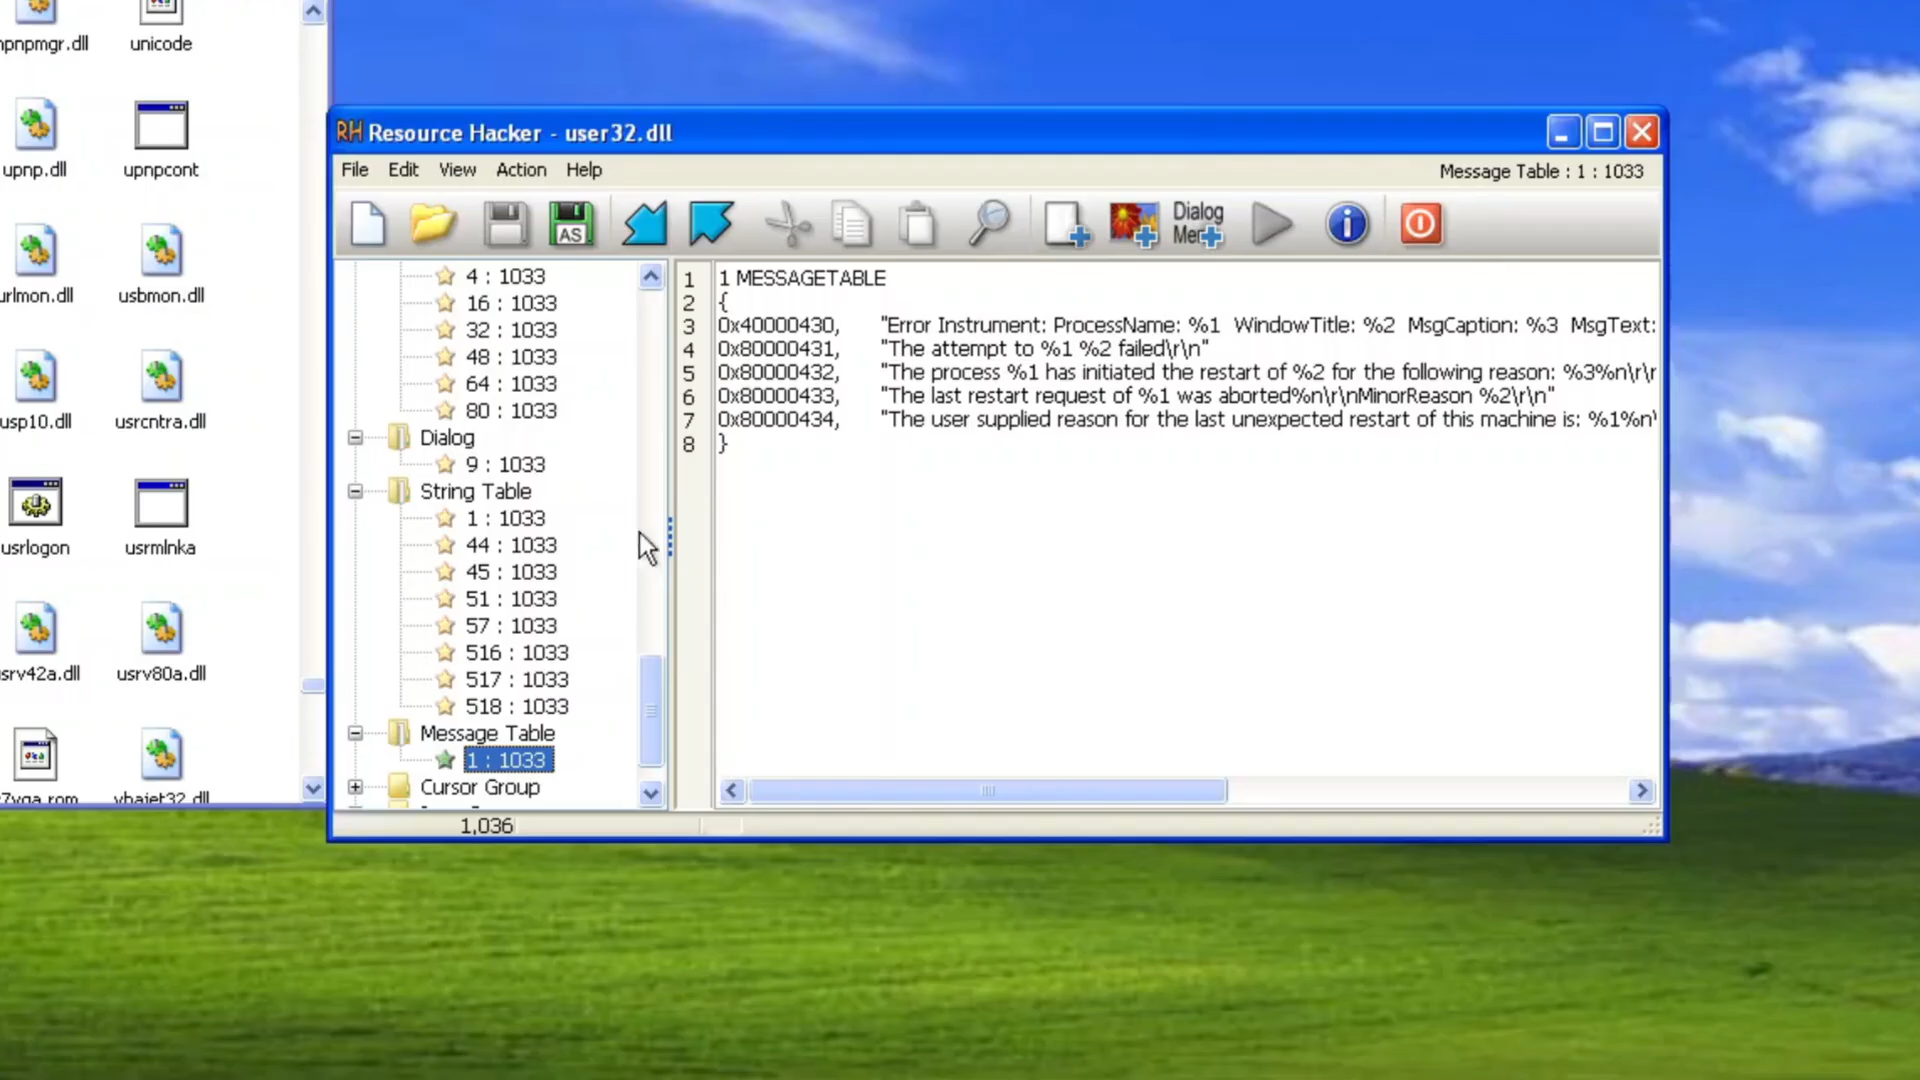 pnpmgr.dll
unicode
upnp.dll
upnpcont
urlmon.dll
usbmon.dll
usp10.dll
usrcntra.dll
usrlogon
usrmlnka
usrv42a.dll
usrv80a.dll
vbajet32.dll
RH Resource Hacker - user32.dll
File Edit View Action Help
Message Table : 1 : 1033
AS
Dialog
Men
4 : 1033
16 : 1033
32 : 1033
48 : 1033
64 : 1033
80 : 1033
Dialog
9 : 1033
String Table
1 : 1033
44 : 1033
45 : 1033
51 : 1033
57 : 1033
516 : 1033
517 : 1033
518 : 1033
Message Table
1 : 1033
Cursor Group
1 1 MESSAGETABLE
2 {
3 0x40000430, "Error Instrument: ProcessName: %1 WindowTitle: %2 MsgCaption: %3 MsgText:
4 0x80000431, "The attempt to %1 %2 failed\r\n"
5 0x80000432, "The process %1 has initiated the restart of %2 for the following reason: %3%n\r\r
6 0x80000433, "The last restart request of %1 was aborted%n\r\nMinorReason %2\r\n"
7 0x80000434, "The user supplied reason for the last unexpected restart of this machine is: %1%n\
8 }
1,036